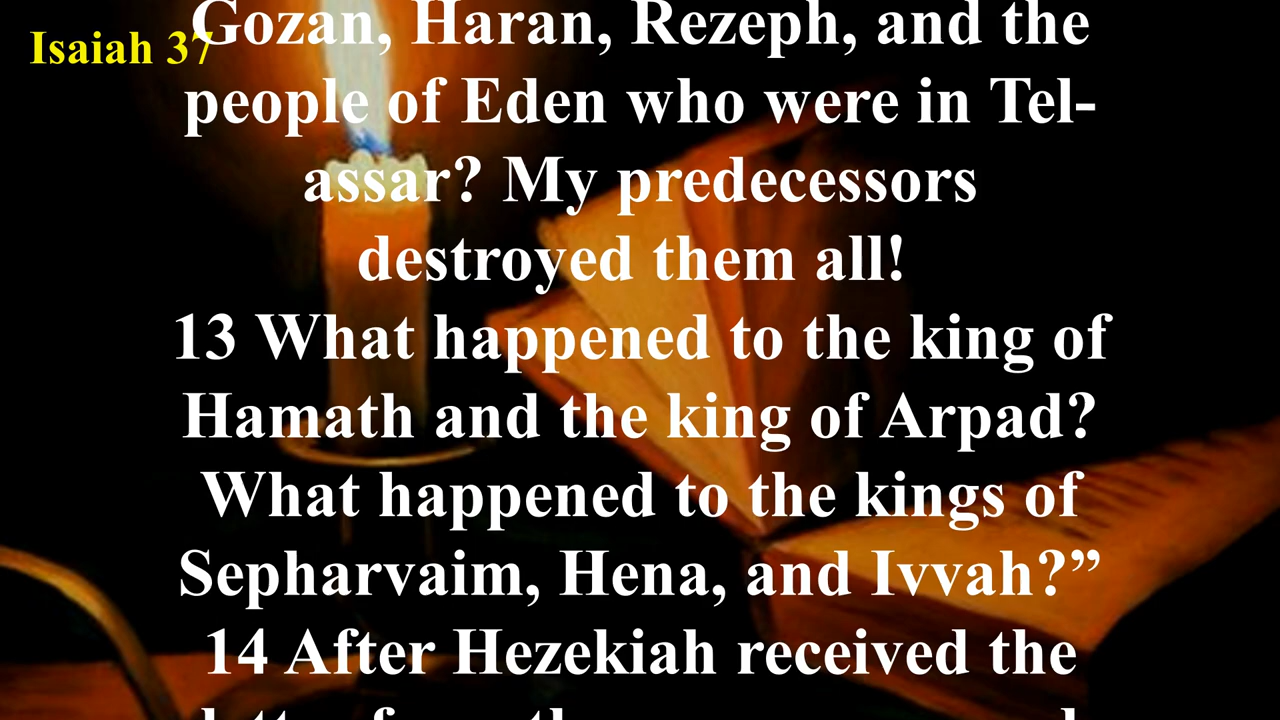 Isaiah 37
Gozan, Haran, Rezeph, and the
people of Eden who were in Tel-
assar? My predecessors
destroyed them all!
13 What happened to the king of
Hamath and the king of Arpad?
What happened to the kings of
Sepharvaim, Hena, and Ivvah?”
14 After Hezekiah received the